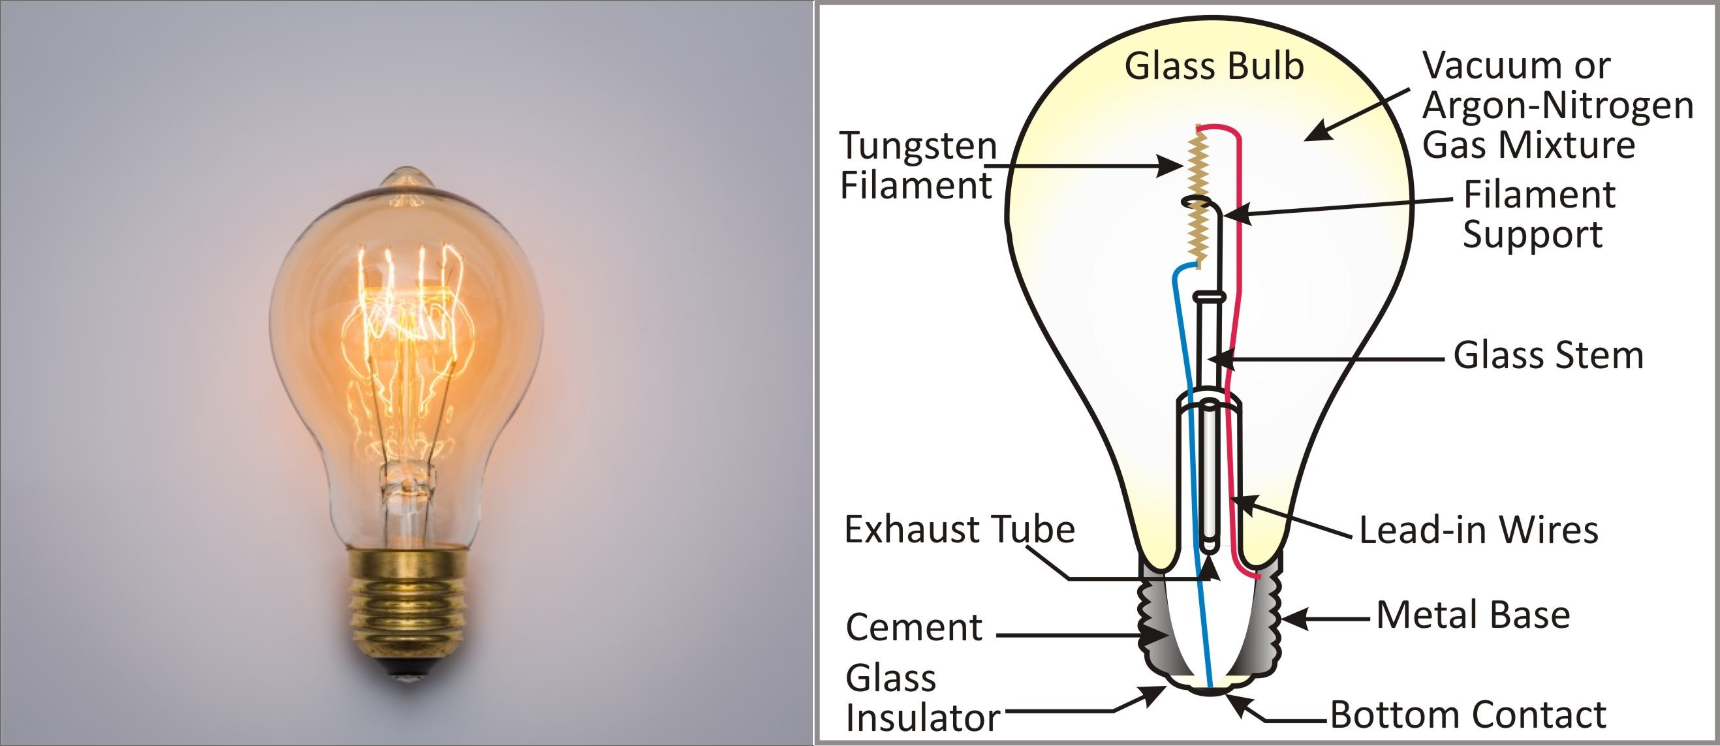 Glass Bulb
Vacuum or
Argon-Nitrogen
Gas Mixture
Tungsten
Filament
Filament
Support
Glass Stem
Exhaust Tube
Lead-in Wires
Cement
Metal Base
Glass
Insulator
Bottom Contact